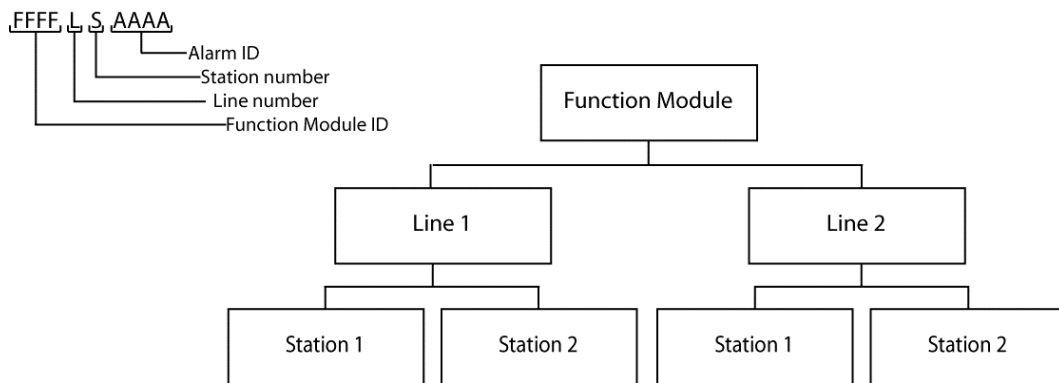 FFFF L S AAAA
Alarm ID
Station number
Line number
Function Module ID
Function Module
Line 1
Line 2
Station 1
Station 2
Station 1
Station 2